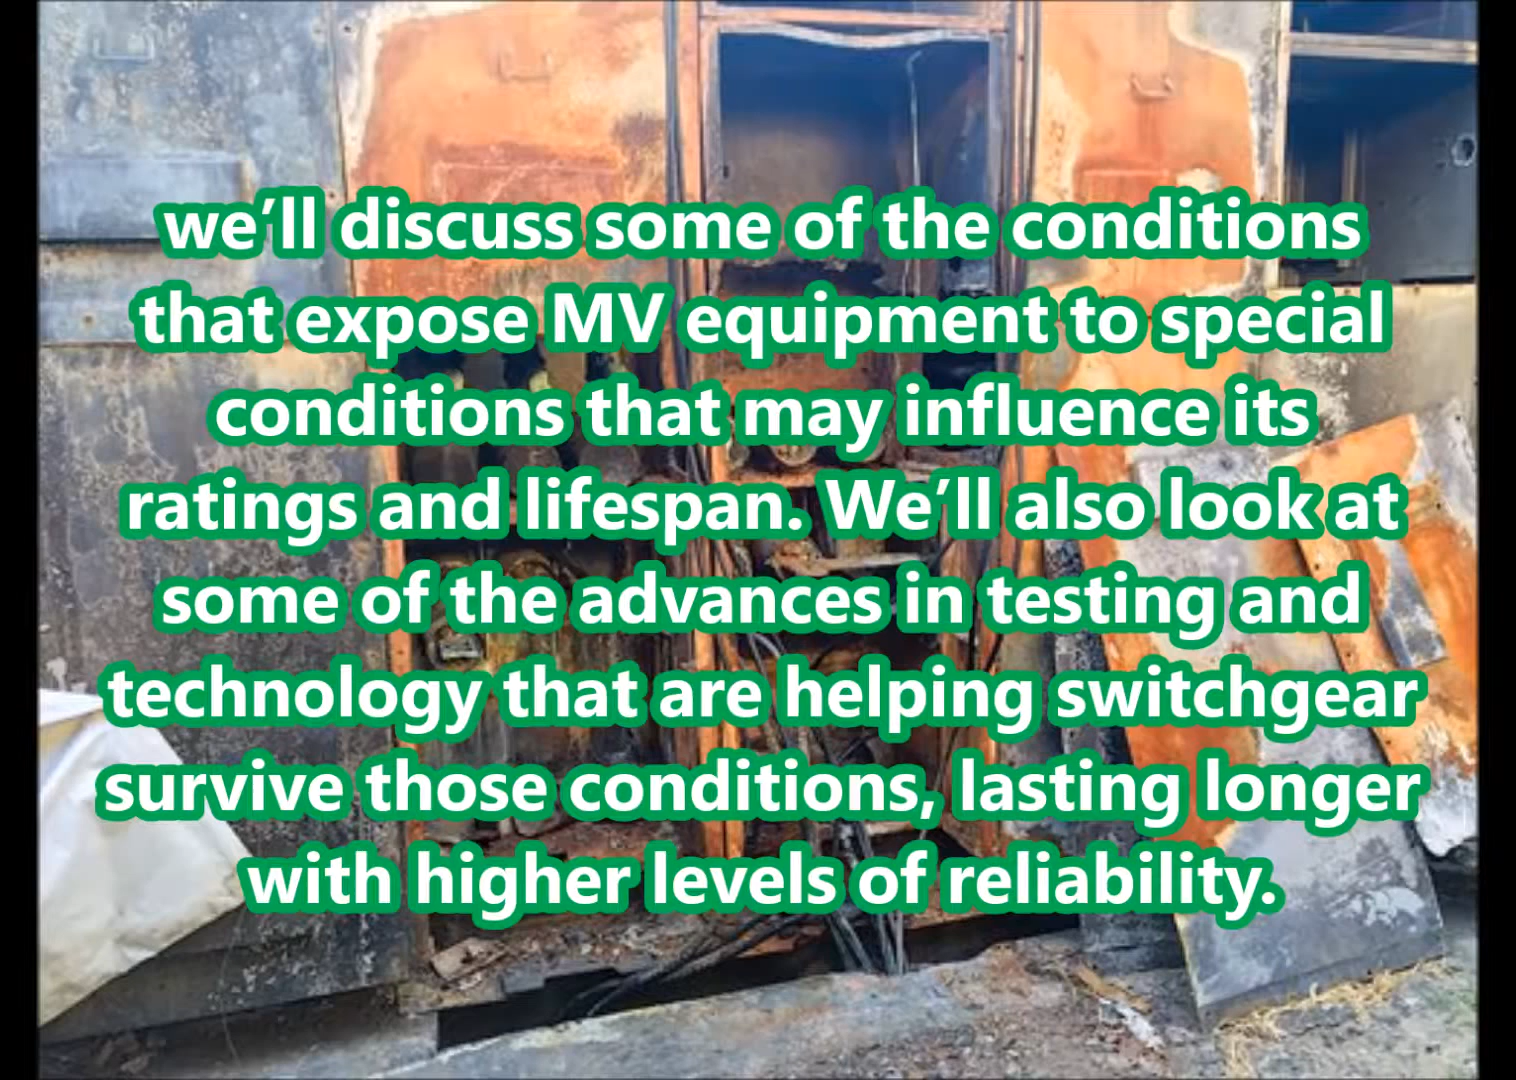 we’ll discuss some of the conditions
that expose MV equipment to special
conditions that may influence its
ratings and lifespan. We’ll also look at
some of the advances in testing and
technology that are helping switchgear
survive those conditions, lasting longer
with higher levels of reliability.